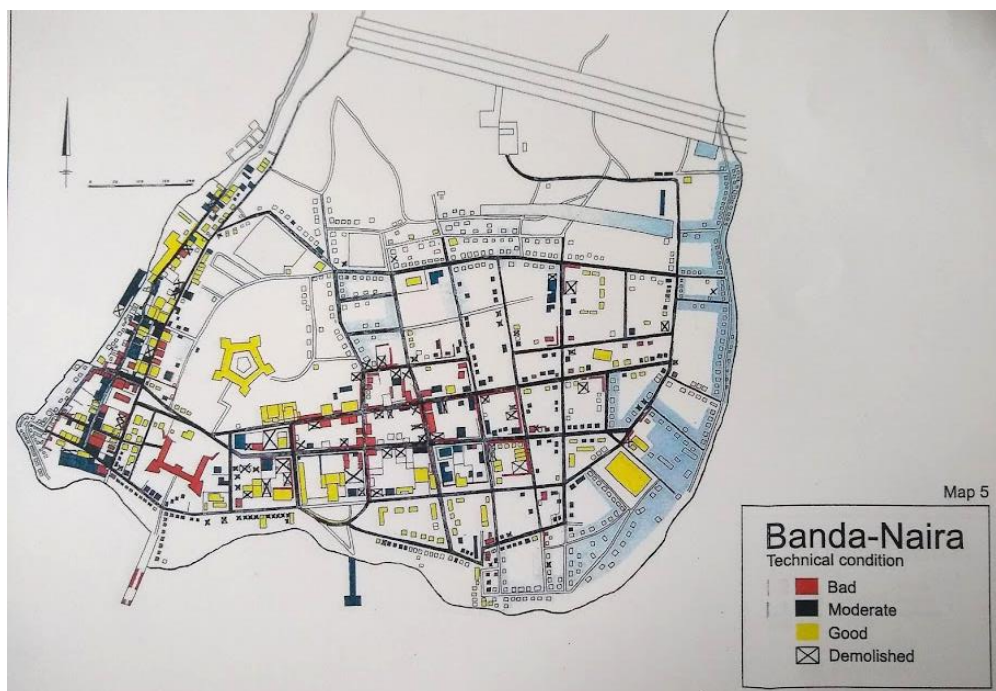 Map 5
Banda-Naira
Technical condition
Bad
Moderate
Good
Demolished